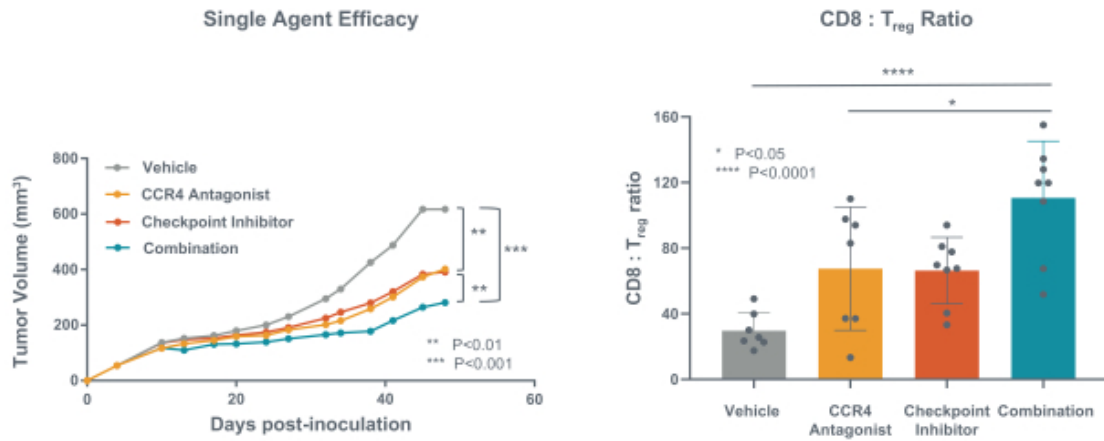 Single Agent Efficacy
Tumor Volume (mm³)
800
600
400
200
0
Vehicle
CCR4 Antagonist
Checkpoint Inhibitor
Combination
**
***
**
** P<0.01
*** P<0.001
0
20
40
60
Days post-inoculation
CD8 : Treg Ratio
****
*
CD8 : Treg ratio
160
120
80
40
0
* P<0.05
**** P<0.0001
Vehicle
CCR4
Antagonist
Checkpoint
Inhibitor
Combination